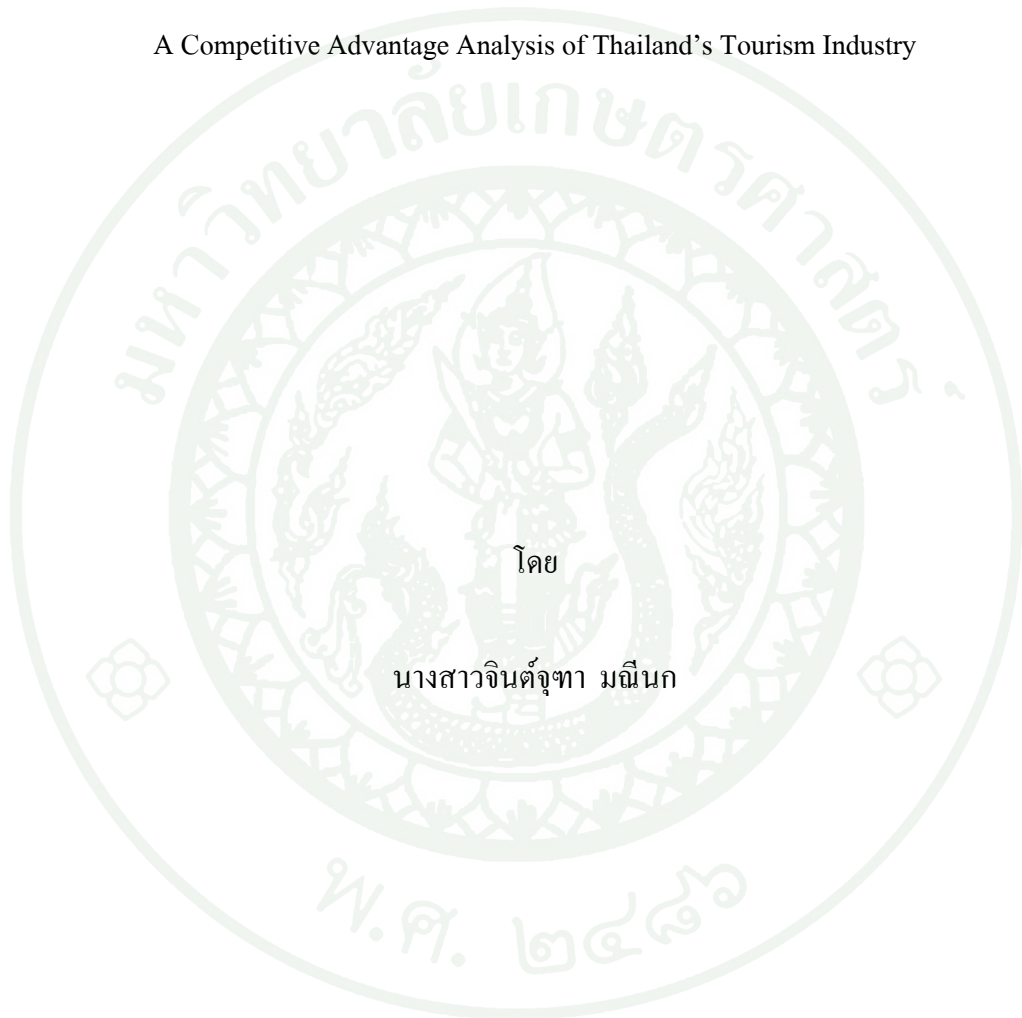 A Competitive Advantage Analysis of Thailand’s Tourism Industry
มหาวิทยาลัยเกษตรศาสตร์
โดย
นางสาวจินต์จุฑา มณีนก
พ.ศ. ๒๔๘๖